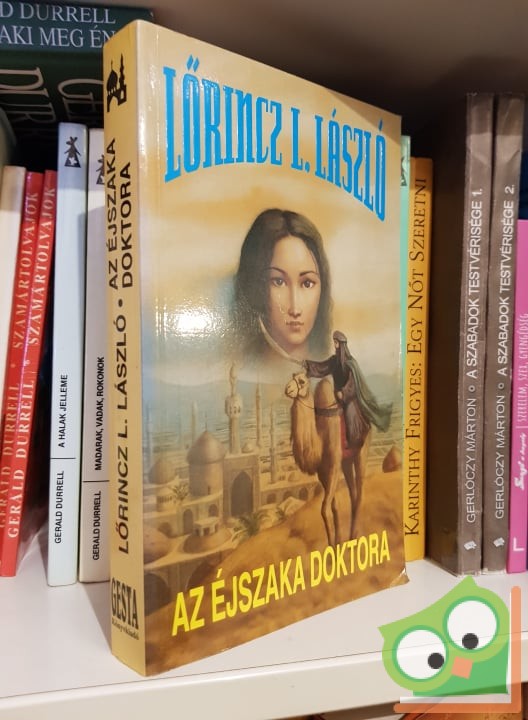 LŐRINCZ L. LÁSZLÓ
AZ ÉJSZAKA DOKTORA
LŐRINCZ L. LÁSZLÓ • AZ ÉJSZAKA
DOKTORA
GESTA
Könyvkiadó
D DURRELL
AKI MEG ÉN
GERALD DURRELL • SZAMÁRTOLVAJOK
GERALD DURRELL • SZAMÁRTOLVAJOK
GERALD DURRELL A HALAK JELLEME
GERALD DURRELL MADARAK, VADAK, ROKONOK
KARINTHY FRIGYES: EGY NŐT SZERETNI
GERLÓCZY MÁRTON • A SZABADOK TESTVÉRISÉGE 1.
GERLÓCZY MÁRTON • A SZABADOK TESTVÉRISÉGE 2.